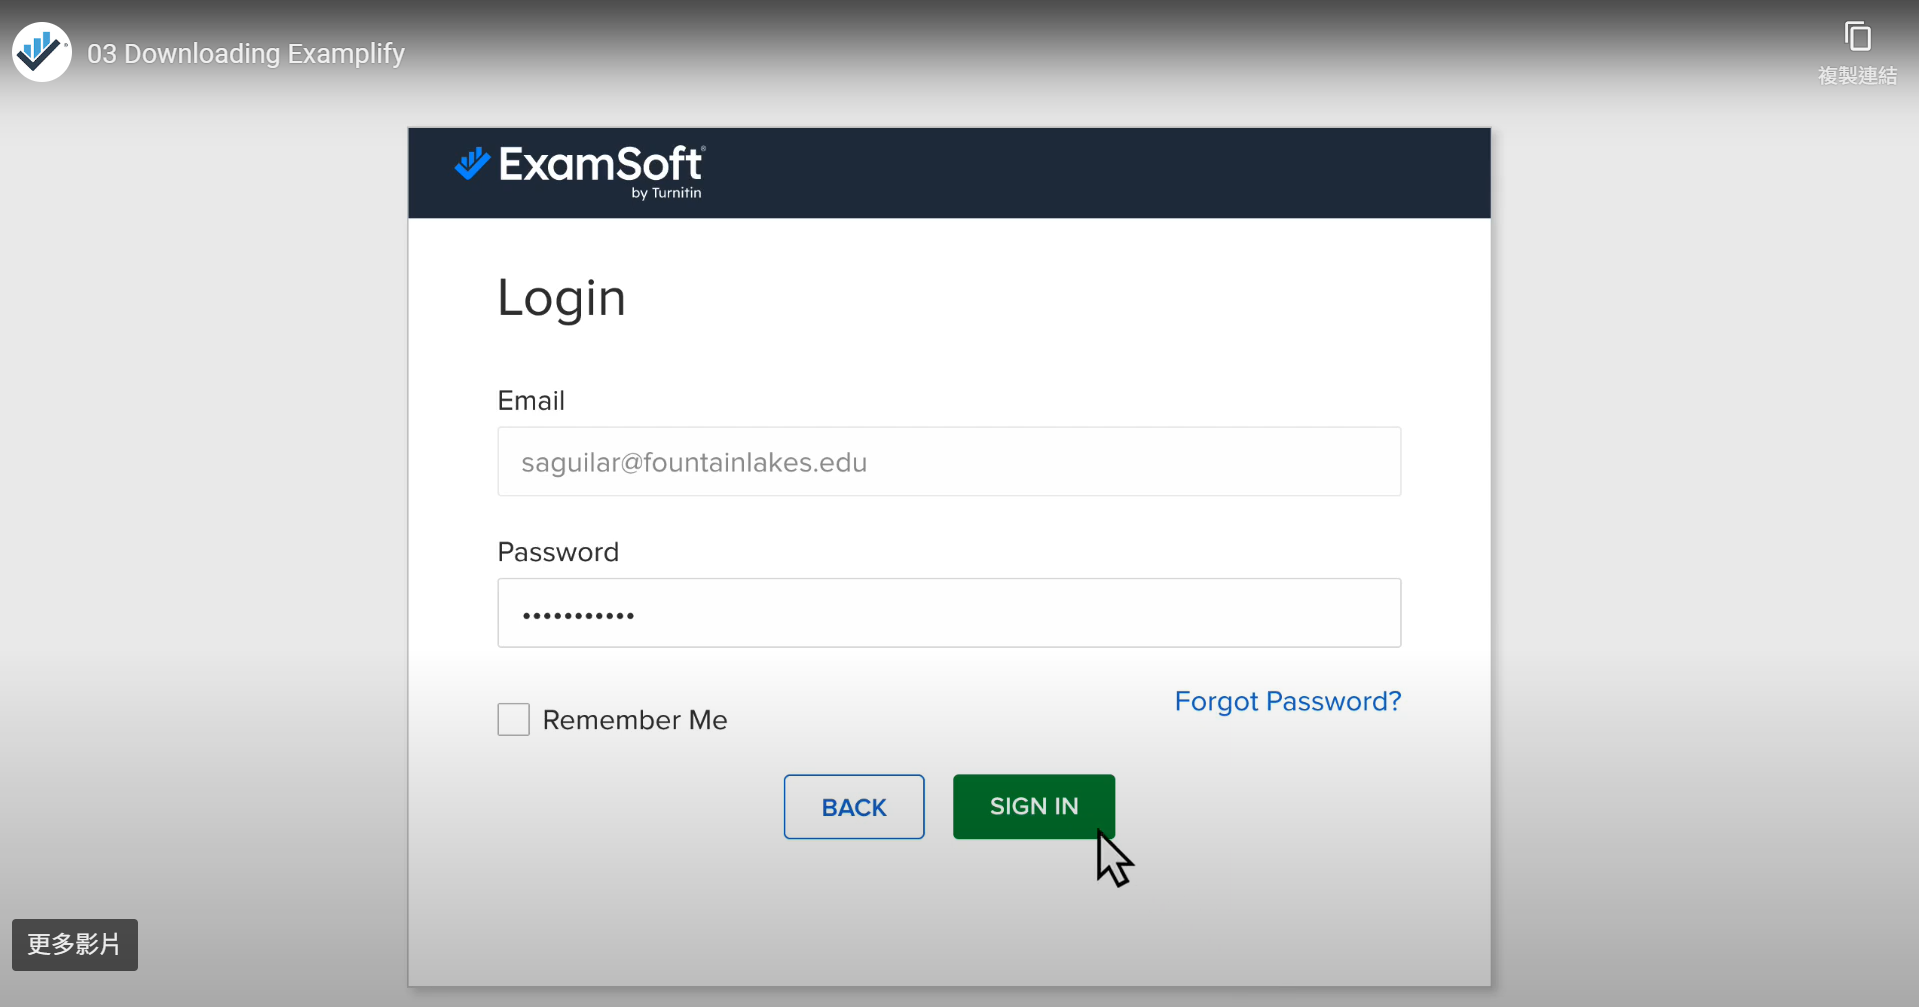 03 Downloading Examplify
複製連結
ExamSoft®
by Turnitin
Login
Email
saguilar@fountainlakes.edu
Password
•••••••••••
Remember Me
Forgot Password?
BACK
SIGN IN
更多影片